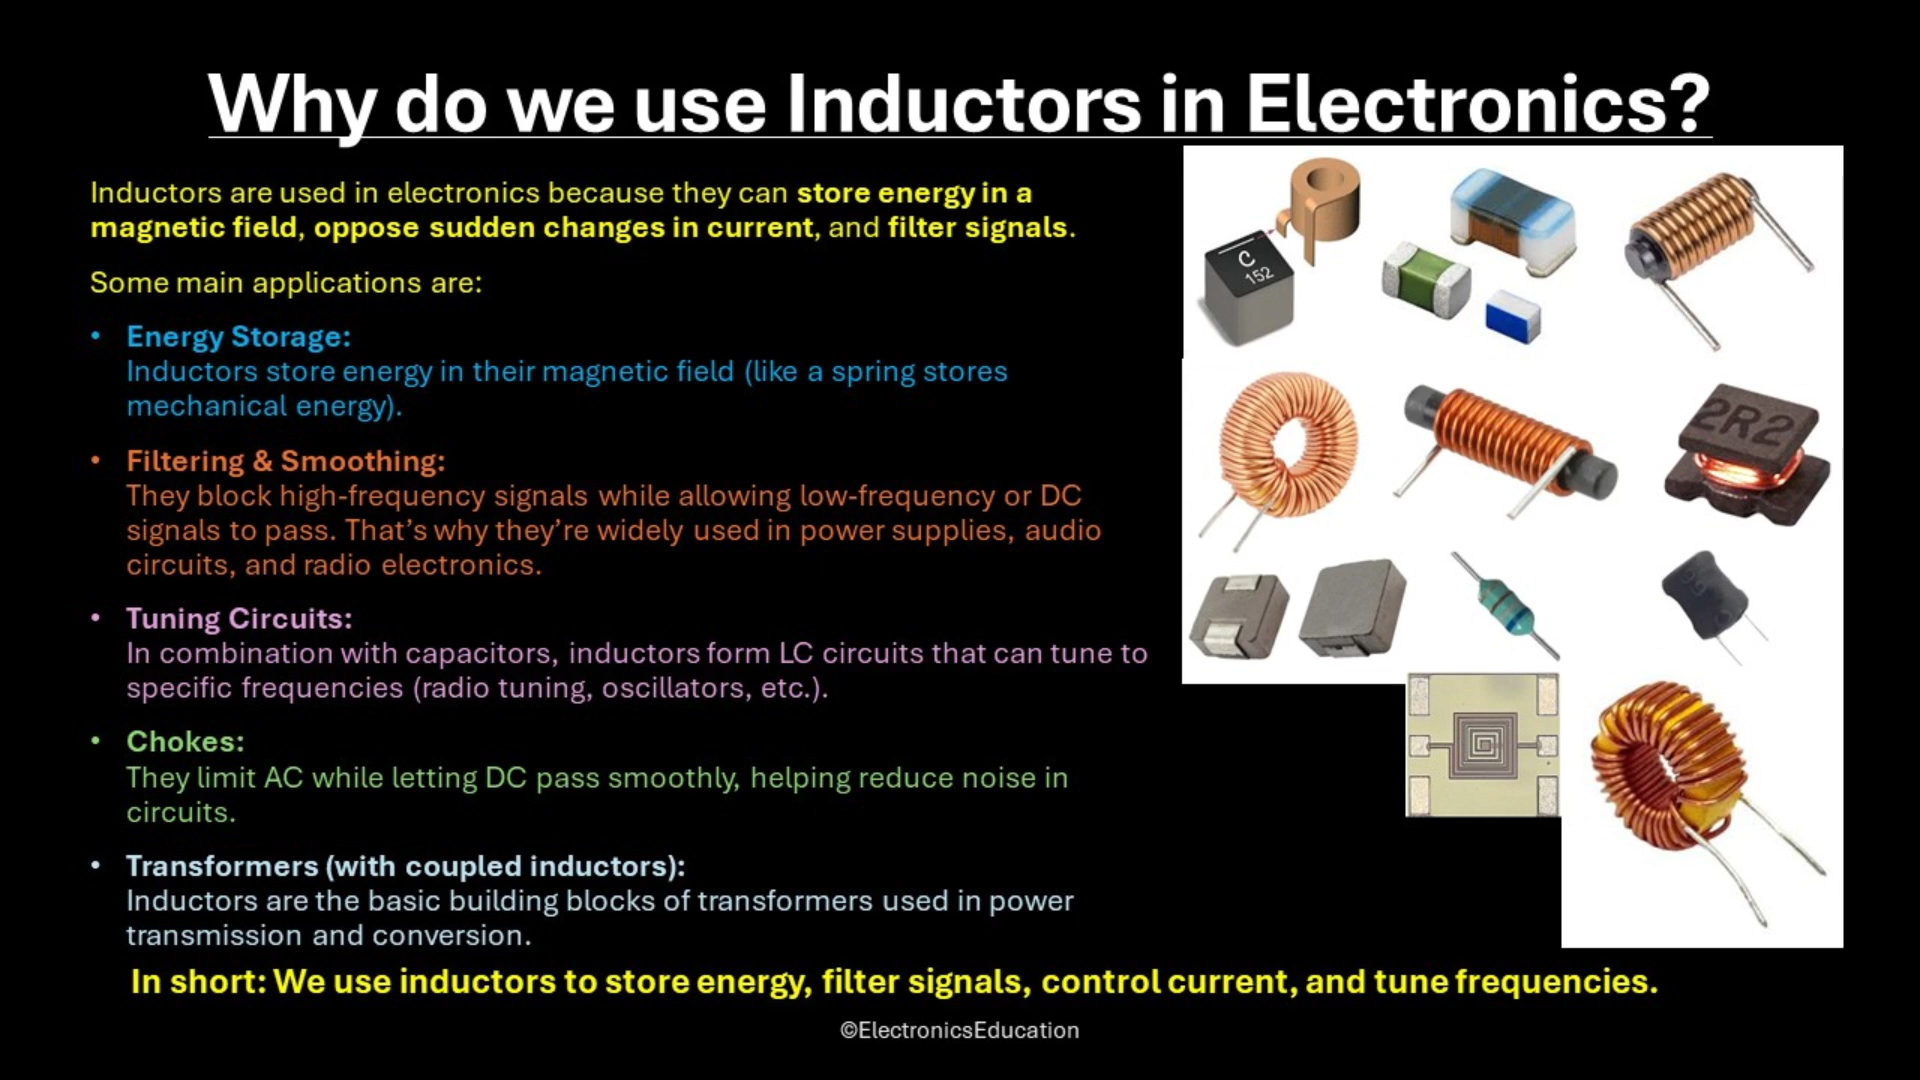 Why do we use Inductors in Electronics?
Inductors are used in electronics because they can store energy in a
magnetic field, oppose sudden changes in current, and filter signals.
Some main applications are:
• Energy Storage:
Inductors store energy in their magnetic field (like a spring stores
mechanical energy).
• Filtering & Smoothing:
They block high-frequency signals while allowing low-frequency or DC
signals to pass. That’s why they’re widely used in power supplies, audio
circuits, and radio electronics.
• Tuning Circuits:
In combination with capacitors, inductors form LC circuits that can tune to
specific frequencies (radio tuning, oscillators, etc.).
• Chokes:
They limit AC while letting DC pass smoothly, helping reduce noise in
circuits.
• Transformers (with coupled inductors):
Inductors are the basic building blocks of transformers used in power
transmission and conversion.
C
152
2R2
In short: We use inductors to store energy, filter signals, control current, and tune frequencies.
©ElectronicsEducation